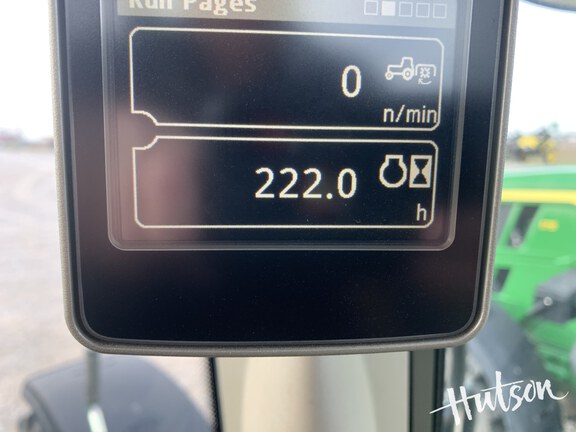 Run Pages
0
n/min
222.0
h
Hutson